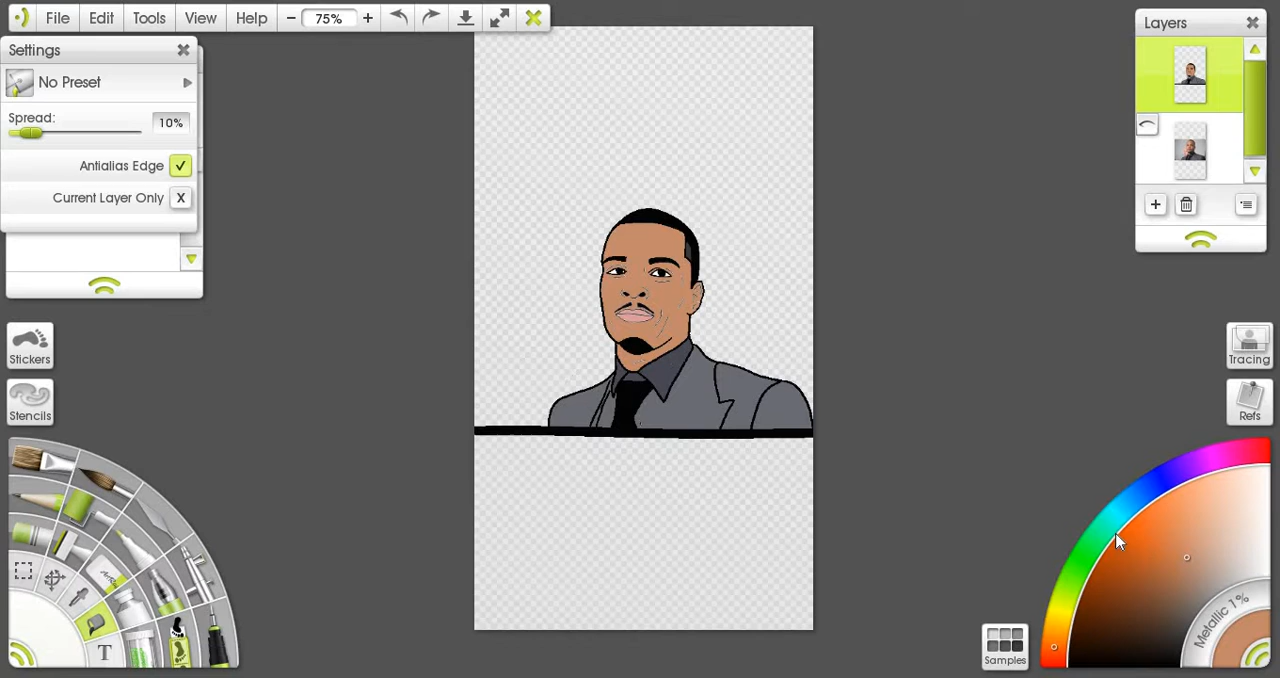 File Edit Tools View Help − 75% +
Layers
Settings
No Preset
Spread:
10%
Antialias Edge
Current Layer Only X
Stickers
Stencils
Tracing
Refs
Samples
Metallic 1%
T